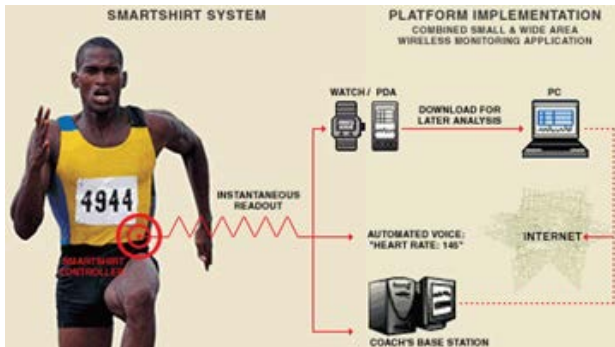 SMARTSHIRT SYSTEM
PLATFORM IMPLEMENTATION
COMBINED SMALL & WIDE AREA
WIRELESS MONITORING APPLICATION
WATCH / PDA
DOWNLOAD FOR
LATER ANALYSIS
PC
4944
INSTANTANEOUS
READOUT
SMARTSHIRT
CONTROLLER
AUTOMATED VOICE:
"HEART RATE: 145"
INTERNET
COACH'S BASE STATION